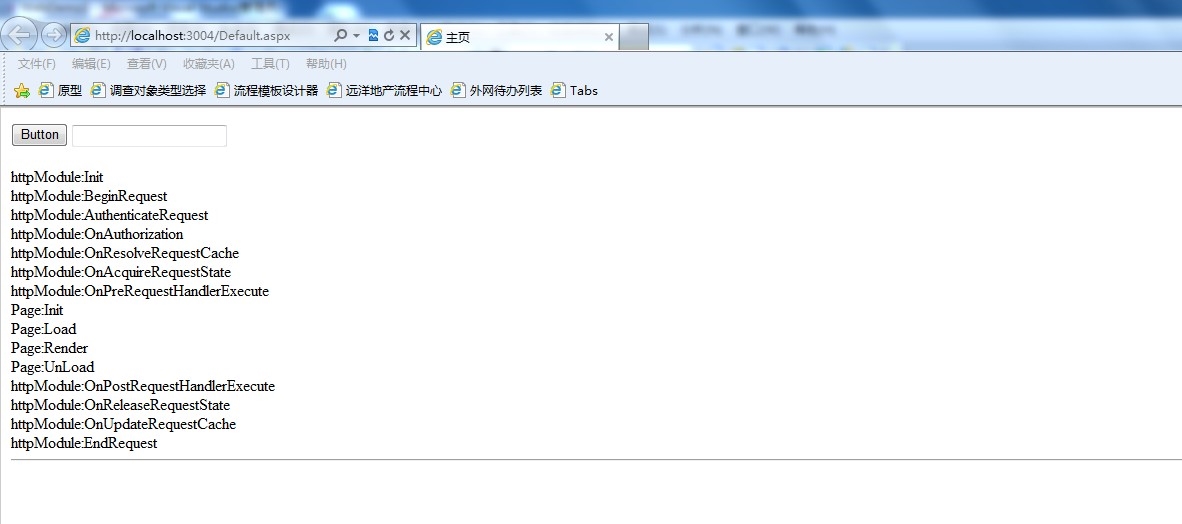 http://localhost:3004/Default.aspx
主页
文件(F) 编辑(E) 查看(V) 收藏夹(A) 工具(T) 帮助(H)
原型 调查对象类型选择 流程模板设计器 远洋地产流程中心 外网待办列表 Tabs
Button
httpModule:Init
httpModule:BeginRequest
httpModule:AuthenticateRequest
httpModule:OnAuthorization
httpModule:OnResolveRequestCache
httpModule:OnAcquireRequestState
httpModule:OnPreRequestHandlerExecute
Page:Init
Page:Load
Page:Render
Page:UnLoad
httpModule:OnPostRequestHandlerExecute
httpModule:OnReleaseRequestState
httpModule:OnUpdateRequestCache
httpModule:EndRequest